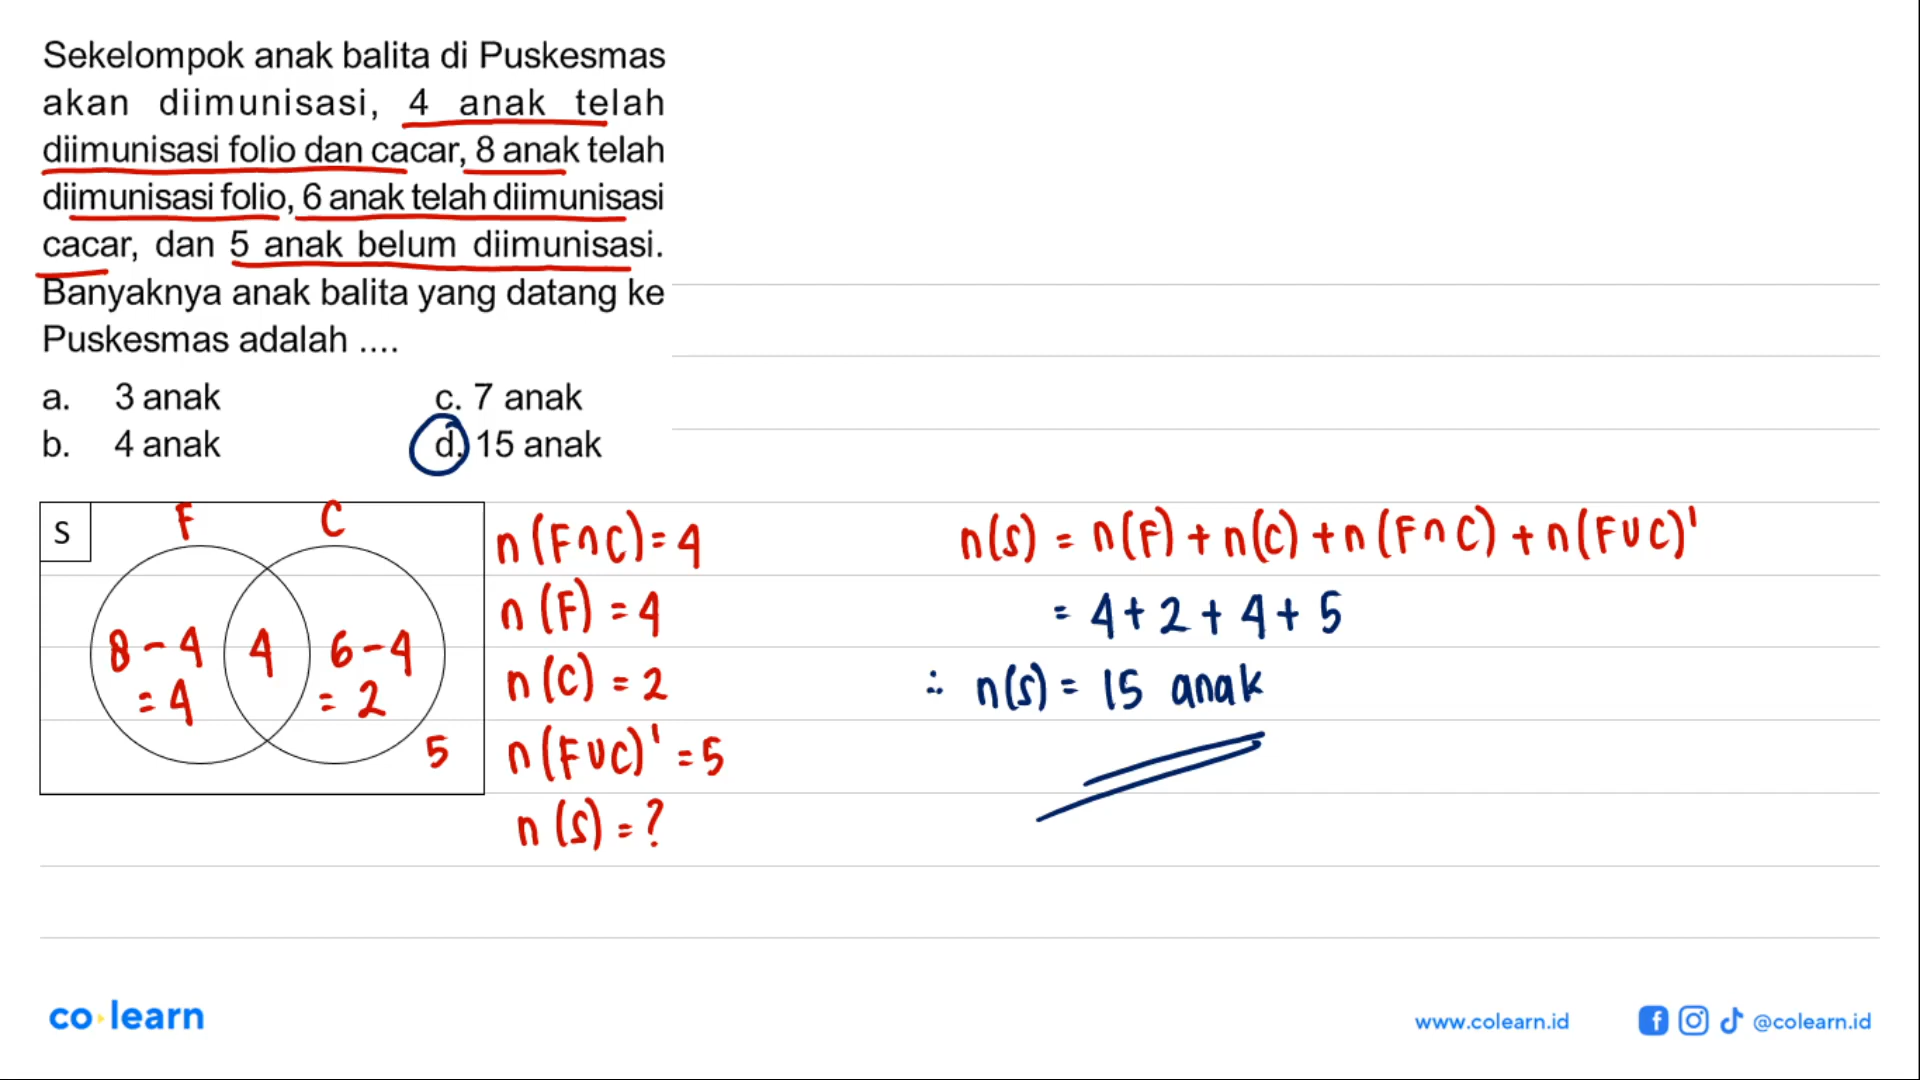 Sekelompok anak balita di Puskesmas
akan diimunisasi, 4 anak telah
diimunisasi folio dan cacar, 8 anak telah
diimunisasi folio, 6 anak telah diimunisasi
cacar, dan 5 anak belum diimunisasi.
Banyaknya anak balita yang datang ke
Puskesmas adalah ....
a. 3 anak
c. 7 anak
b. 4 anak
d. 15 anak
S
F
C
8 - 4
= 4
4
6 - 4
= 2
5
n (F∩C) = 4
n (F) = 4
n (C) = 2
n (F∪C)' = 5
n (S) = ?
n(S) = n(F) + n(C) + n (F∩C) + n (F∪C)'
= 4 + 2 + 4 + 5
∴ n(S) = 15 anak
co learn
www.colearn.id
@colearn.id